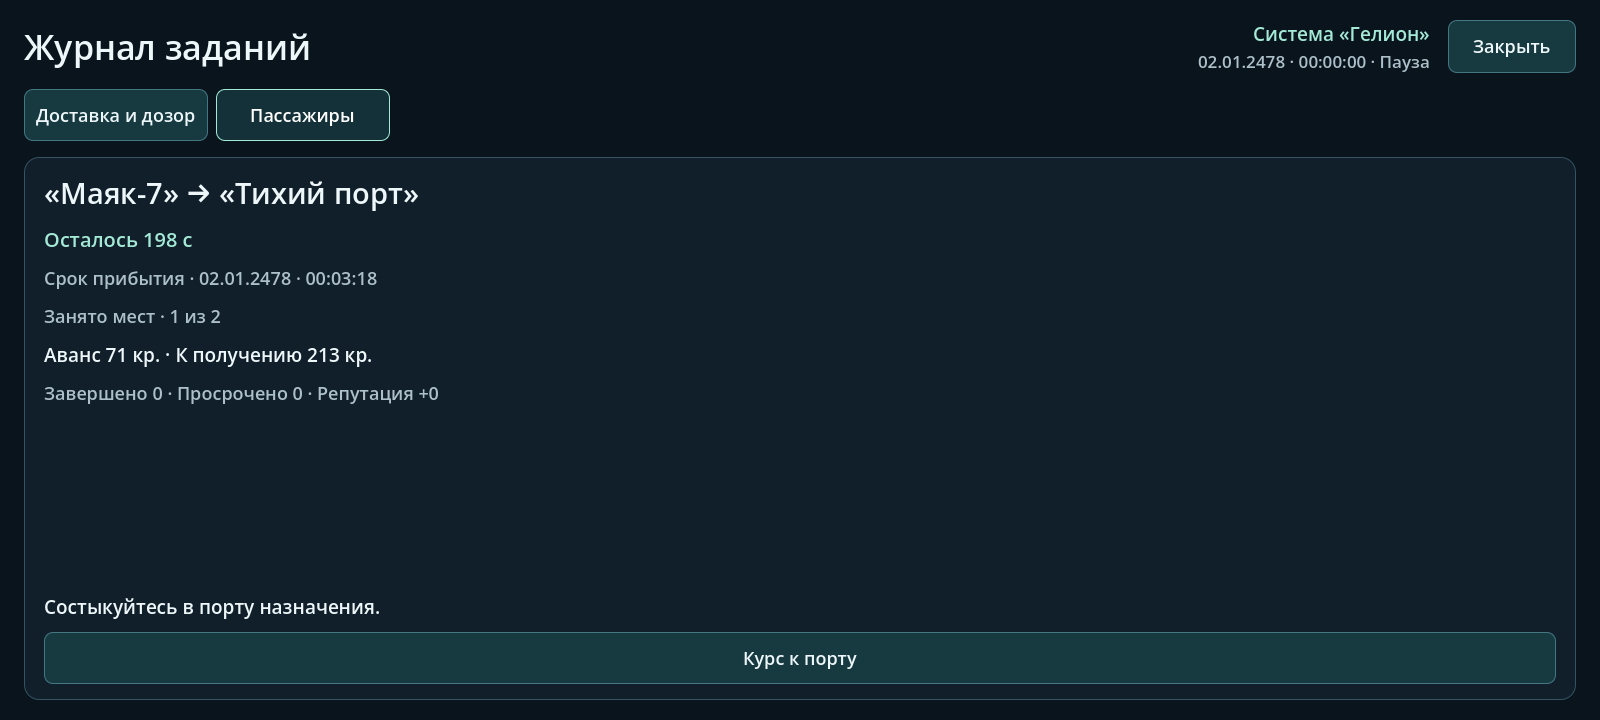 Журнал заданий
Система «Гелион»
02.01.2478 · 00:00:00 · Пауза
Закрыть
Доставка и дозор
Пассажиры
«Маяк-7» → «Тихий порт»
Осталось 198 с
Срок прибытия · 02.01.2478 · 00:03:18
Занято мест · 1 из 2
Аванс 71 кр. · К получению 213 кр.
Завершено 0 · Просрочено 0 · Репутация +0
Состыкуйтесь в порту назначения.
Курс к порту